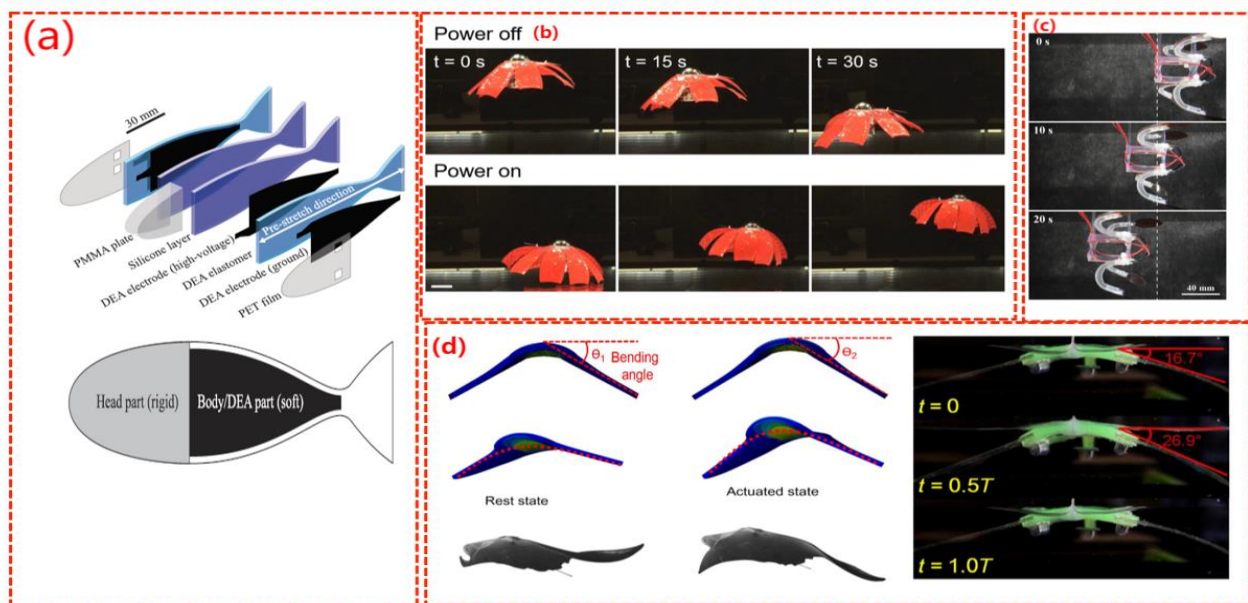 (a)
30 mm
PMMA plate
Silicone layer
DEA electrode (high-voltage)
DEA elastomer
DEA electrode (ground)
PET film
Pre-stretch direction
Head part (rigid)
Body/DEA part (soft)
Power off
(b)
t = 0 s
t = 15 s
t = 30 s
Power on
(c)
0 s
10 s
20 s
40 mm
(d)
Θ1 Bending
angle
Θ2
Rest state
Actuated state
16.7°
t = 0
26.9°
t = 0.5T
t = 1.0T